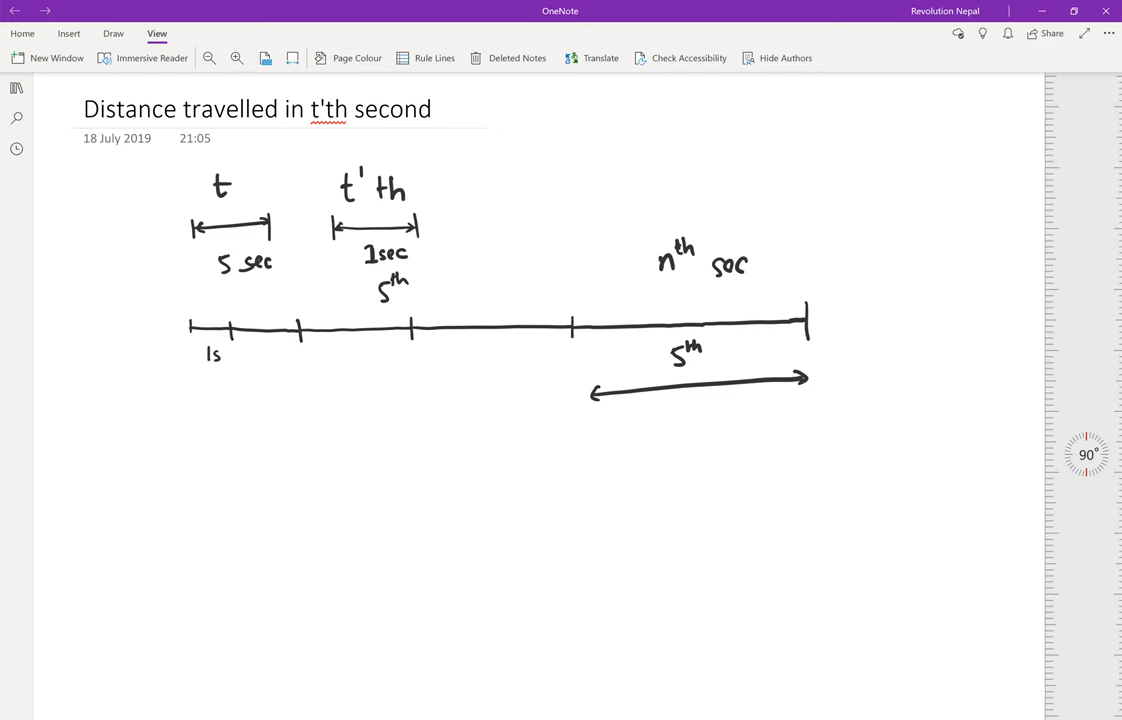 OneNote
Revolution Nepal
Home Insert Draw View
Share
New Window Immersive Reader Page Colour Rule Lines Deleted Notes Translate Check Accessibility Hide Authors
Distance travelled in t'th second
18 July 2019 21:05
t t'th
5 sec 1sec
5th
nth sec
1s
5th
90°